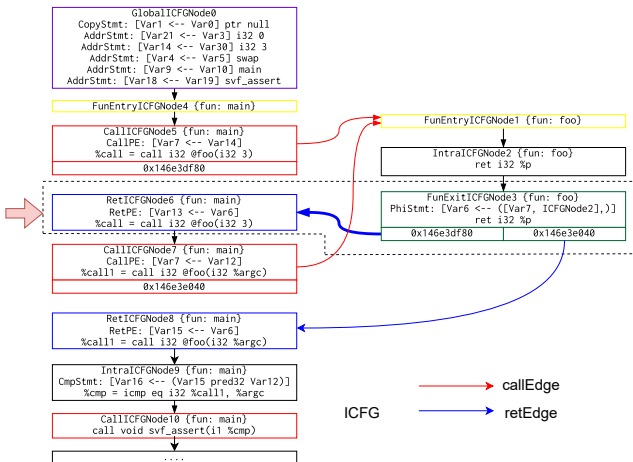 GlobalICFGNode0
CopyStmt: [Var1 <-- Var0] ptr null
AddrStmt: [Var21 <-- Var3] i32 0
AddrStmt: [Var14 <-- Var30] i32 3
AddrStmt: [Var4 <-- Var5] swap
AddrStmt: [Var9 <-- Var10] main
AddrStmt: [Var18 <-- Var19] svf_assert
FunEntryICFGNode4 {fun: main}
CallICFGNode5 {fun: main}
CallPE: [Var7 <-- Var14]
%call = call i32 @foo(i32 3)
0x146e3df80
FunEntryICFGNode1 {fun: foo}
IntraICFGNode2 {fun: foo}
ret i32 %p
RetICFGNode6 {fun: main}
RetPE: [Var13 <-- Var6]
%call = call i32 @foo(i32 3)
FunExitICFGNode3 {fun: foo}
PhiStmt: [Var6 <-- ([Var7, ICFGNode2],)]
ret i32 %p
0x146e3df80
0x146e3e040
CallICFGNode7 {fun: main}
CallPE: [Var7 <-- Var12]
%call1 = call i32 @foo(i32 %argc)
0x146e3e040
RetICFGNode8 {fun: main}
RetPE: [Var15 <-- Var6]
%call1 = call i32 @foo(i32 %argc)
IntraICFGNode9 {fun: main}
CmpStmt: [Var16 <-- (Var15 pred32 Var12)]
%cmp = icmp eq i32 %call1, %argc
CallICFGNode10 {fun: main}
call void svf_assert(i1 %cmp)
....
ICFG
callEdge
retEdge